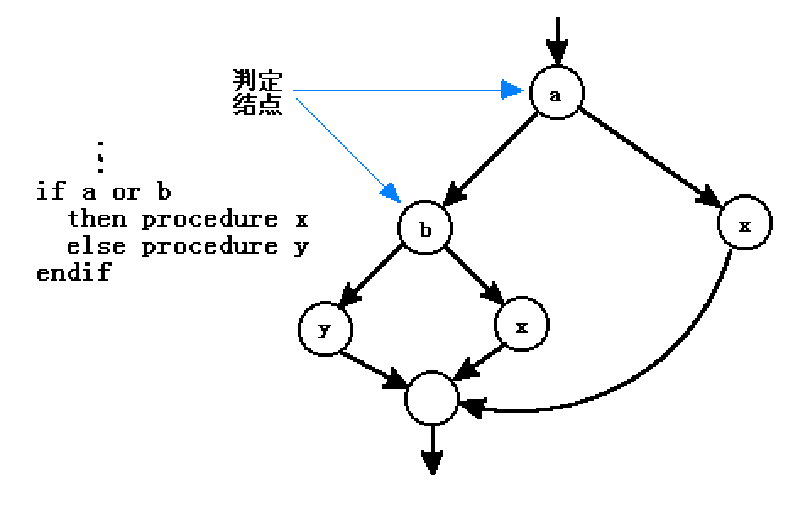 判定
结点
if a or b
then procedure x
else procedure y
endif
a
b
x
y
x